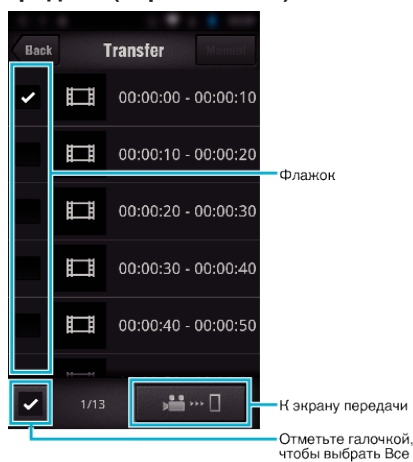 Back Transfer Manual
00:00:00 - 00:00:10
00:00:10 - 00:00:20
00:00:20 - 00:00:30
00:00:30 - 00:00:40
00:00:40 - 00:00:50
1/13
Флажок
К экрану передачи
Отметьте галочкой,
чтобы выбрать Все